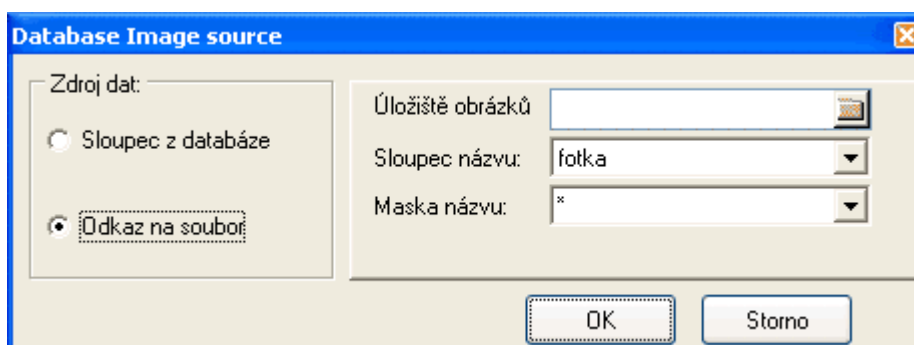 Database Image source
Zdroj dat:
Sloupec z databáze
Odkaz na soubor
Úložiště obrázků
Sloupec názvu: fotka
Maska názvu: *
OK Storno